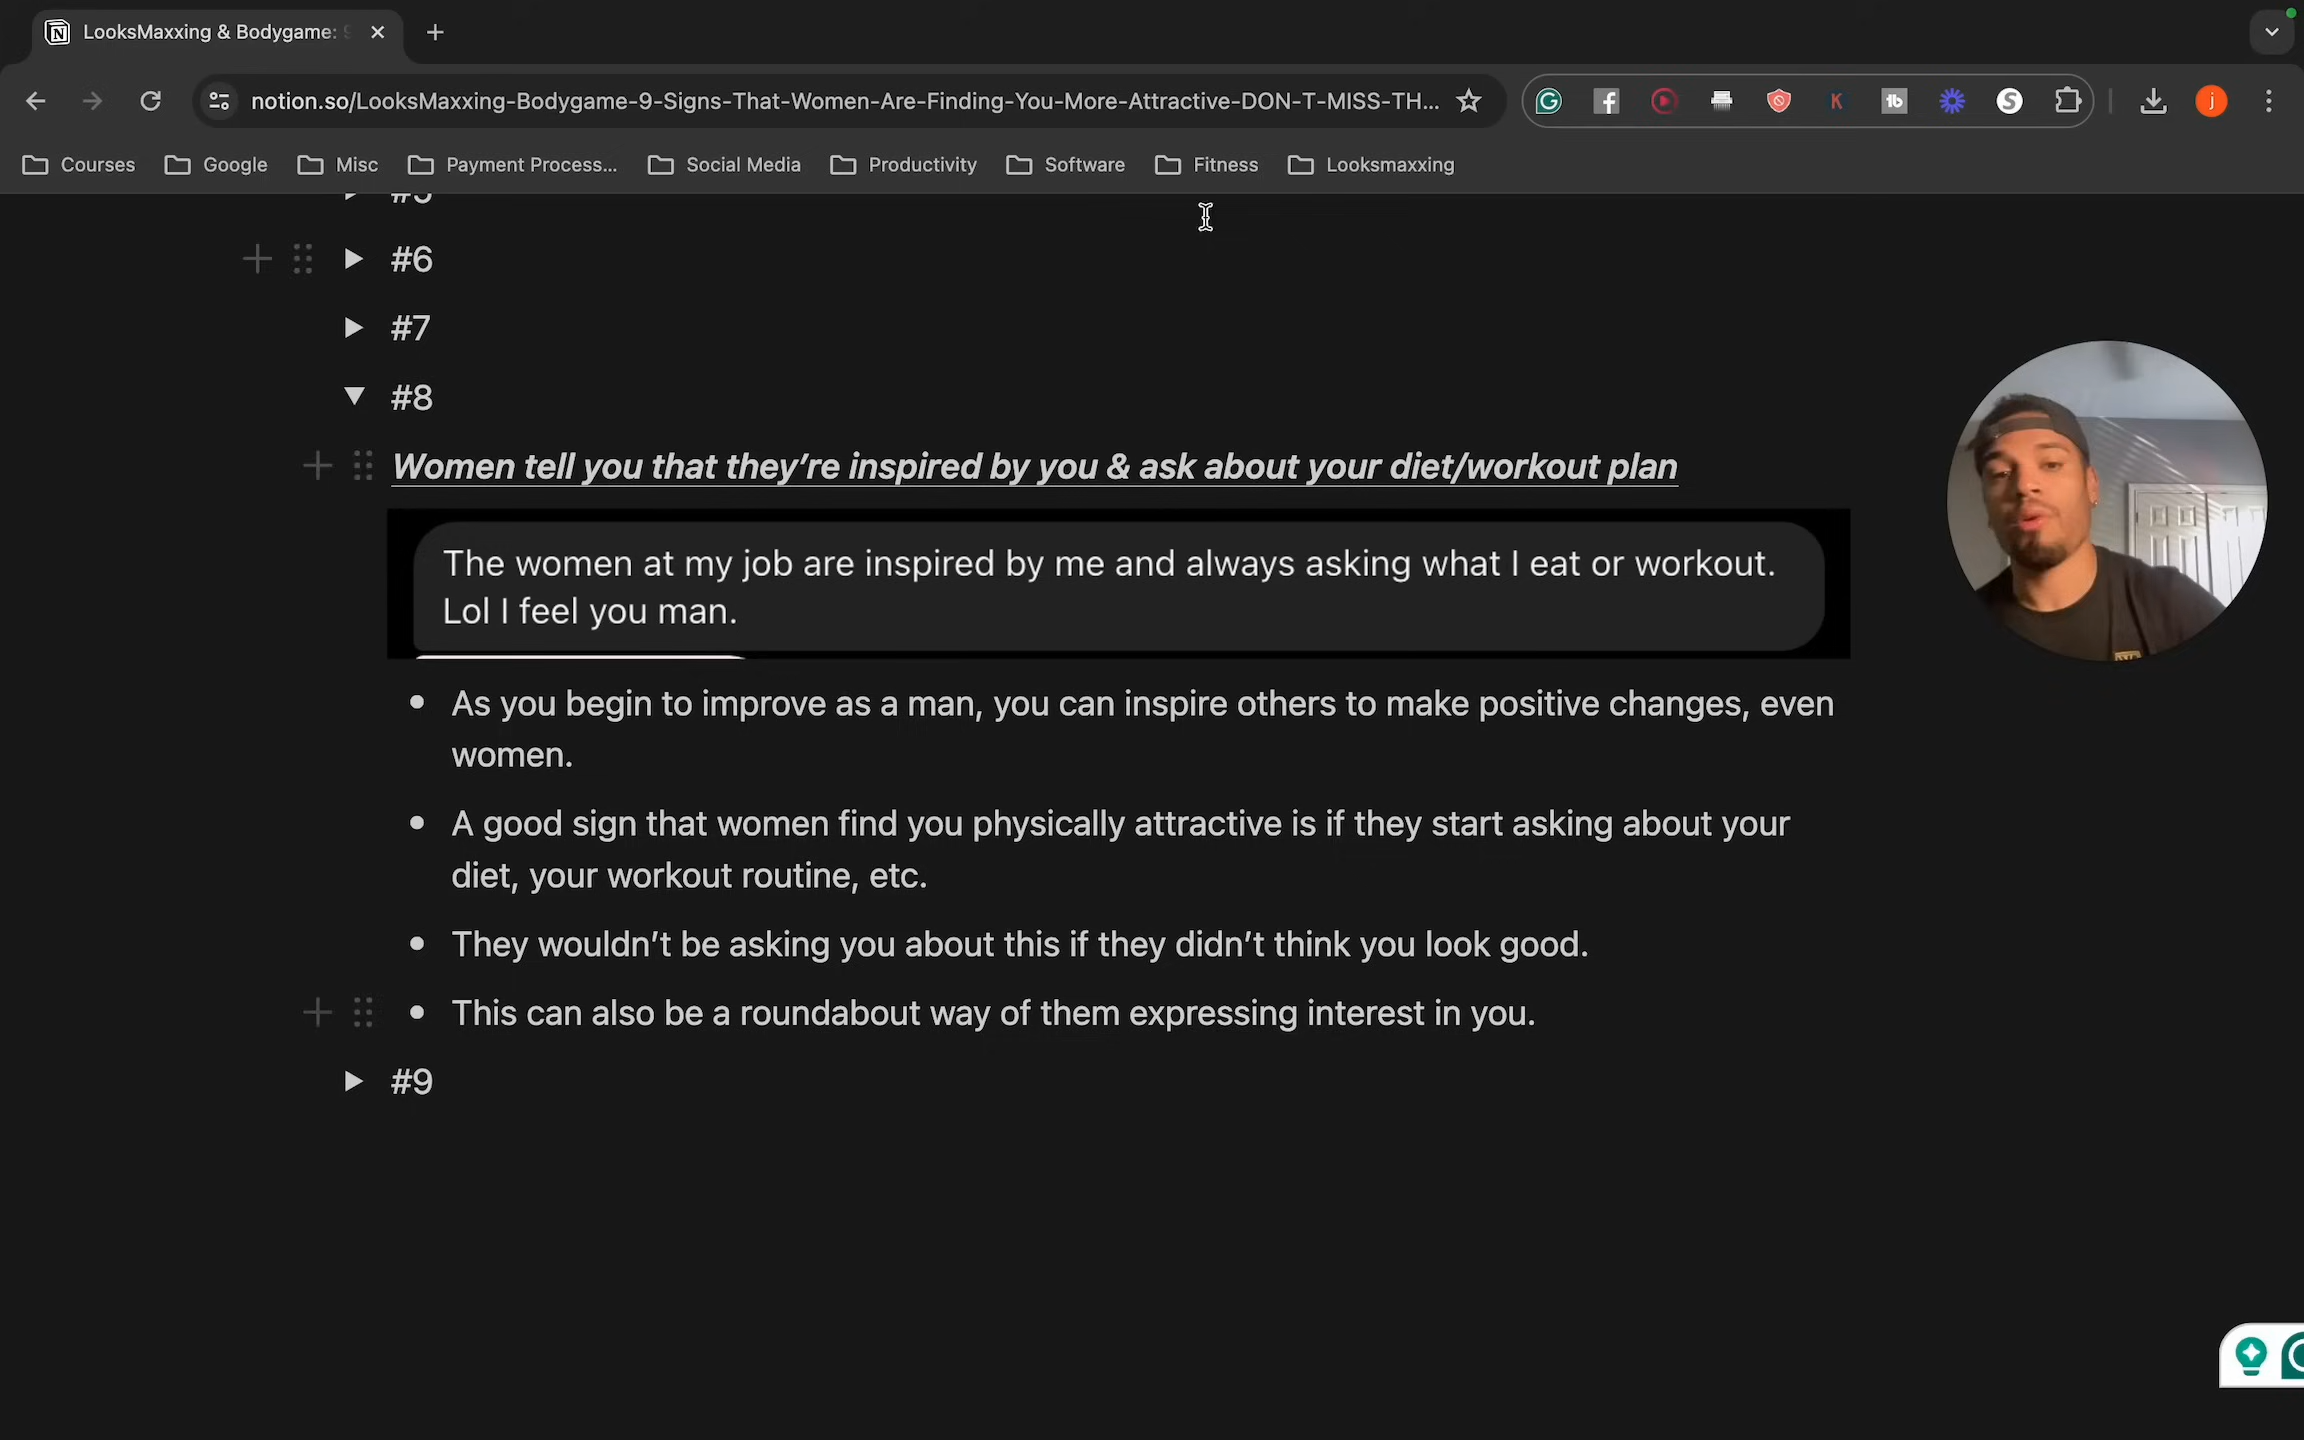 LooksMaxxing & Bodygame: 9
notion.so/LooksMaxxing-Bodygame-9-Signs-That-Women-Are-Finding-You-More-Attractive-DON-T-MISS-TH...
Courses Google Misc Payment Process... Social Media Productivity Software Fitness Looksmaxxing
#5
#6
#7
#8
Women tell you that they're inspired by you & ask about your diet/workout plan
The women at my job are inspired by me and always asking what I eat or workout.
Lol I feel you man.
As you begin to improve as a man, you can inspire others to make positive changes, even
women.
A good sign that women find you physically attractive is if they start asking about your
diet, your workout routine, etc.
They wouldn't be asking you about this if they didn't think you look good.
This can also be a roundabout way of them expressing interest in you.
#9